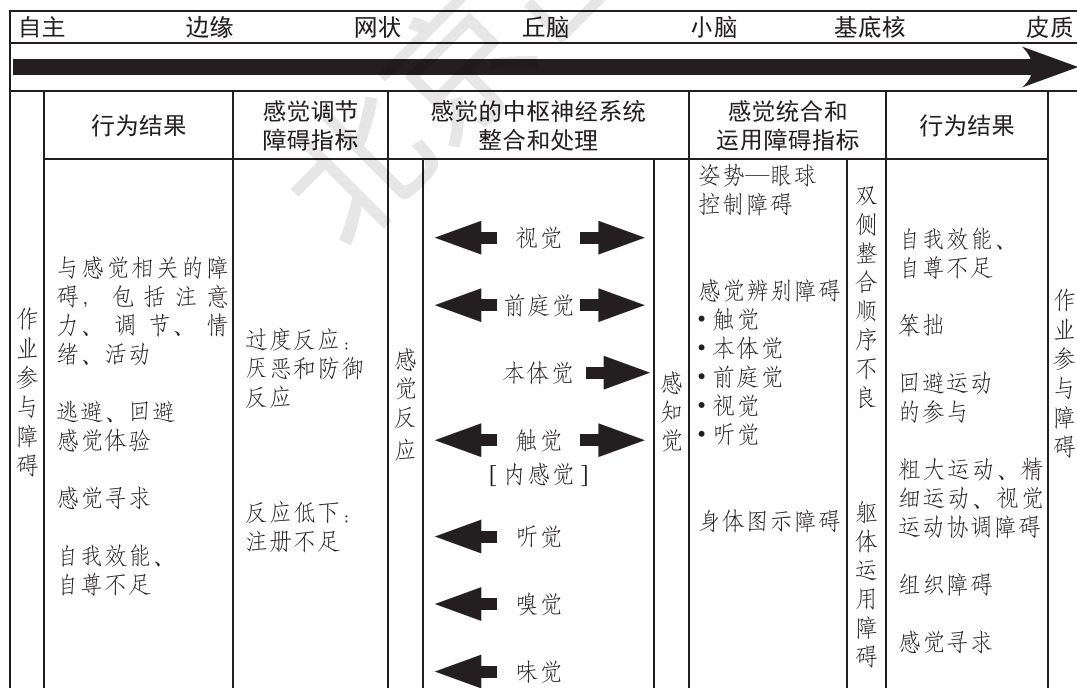 自主 边缘 网状 丘脑 小脑 基底核 皮质
行为结果
感觉调节
障碍指标
感觉的中枢神经系统
整合和处理
感觉统合和
运用障碍指标
行为结果
作业参与障碍
与感觉相关的障
碍，包括注意
力、调节、情
绪、活动
逃避、回避
感觉体验
感觉寻求
自我效能、
自尊不足
过度反应：
厌恶和防御
反应
反应低下：
注册不足
感觉反应
视觉
前庭觉
本体觉
触觉
[内感觉]
听觉
嗅觉
味觉
感知觉
姿势—眼球
控制障碍
感觉辨别障碍
• 触觉
• 本体觉
• 前庭觉
• 视觉
• 听觉
身体图示障碍
双侧整合顺序不良
躯体运用障碍
自我效能、
自尊不足
笨拙
回避运动
的参与
粗大运动、精
细运动、视觉
运动协调障碍
组织障碍
感觉寻求
作业参与障碍
北京